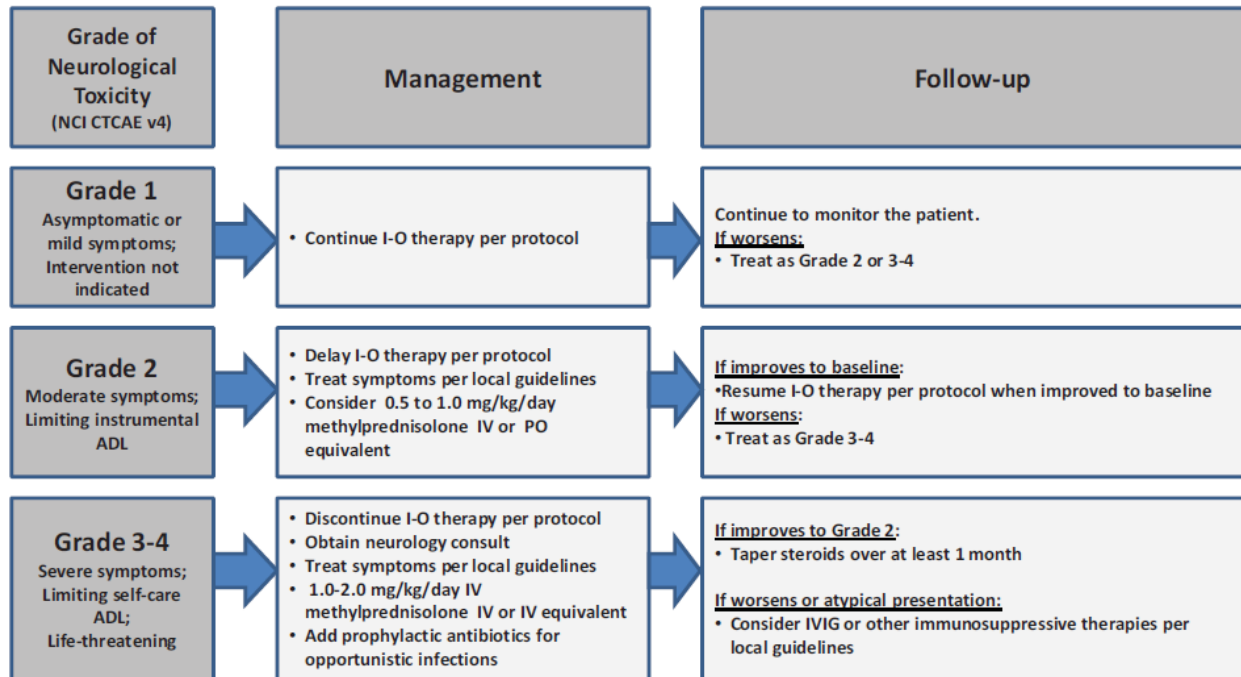 Grade of
Neurological
Toxicity
(NCI CTCAE v4)
Management
Follow-up
Grade 1
Asymptomatic or
mild symptoms;
Intervention not
indicated
• Continue I-O therapy per protocol
Continue to monitor the patient.
If worsens:
• Treat as Grade 2 or 3-4
Grade 2
Moderate symptoms;
Limiting instrumental
ADL
• Delay I-O therapy per protocol
• Treat symptoms per local guidelines
• Consider 0.5 to 1.0 mg/kg/day
methylprednisolone IV or PO
equivalent
If improves to baseline:
•Resume I-O therapy per protocol when improved to baseline
If worsens:
• Treat as Grade 3-4
Grade 3-4
Severe symptoms;
Limiting self-care
ADL;
Life-threatening
• Discontinue I-O therapy per protocol
• Obtain neurology consult
• Treat symptoms per local guidelines
• 1.0-2.0 mg/kg/day IV
methylprednisolone IV or IV equivalent
• Add prophylactic antibiotics for
opportunistic infections
If improves to Grade 2:
• Taper steroids over at least 1 month
If worsens or atypical presentation:
• Consider IVIG or other immunosuppressive therapies per
local guidelines